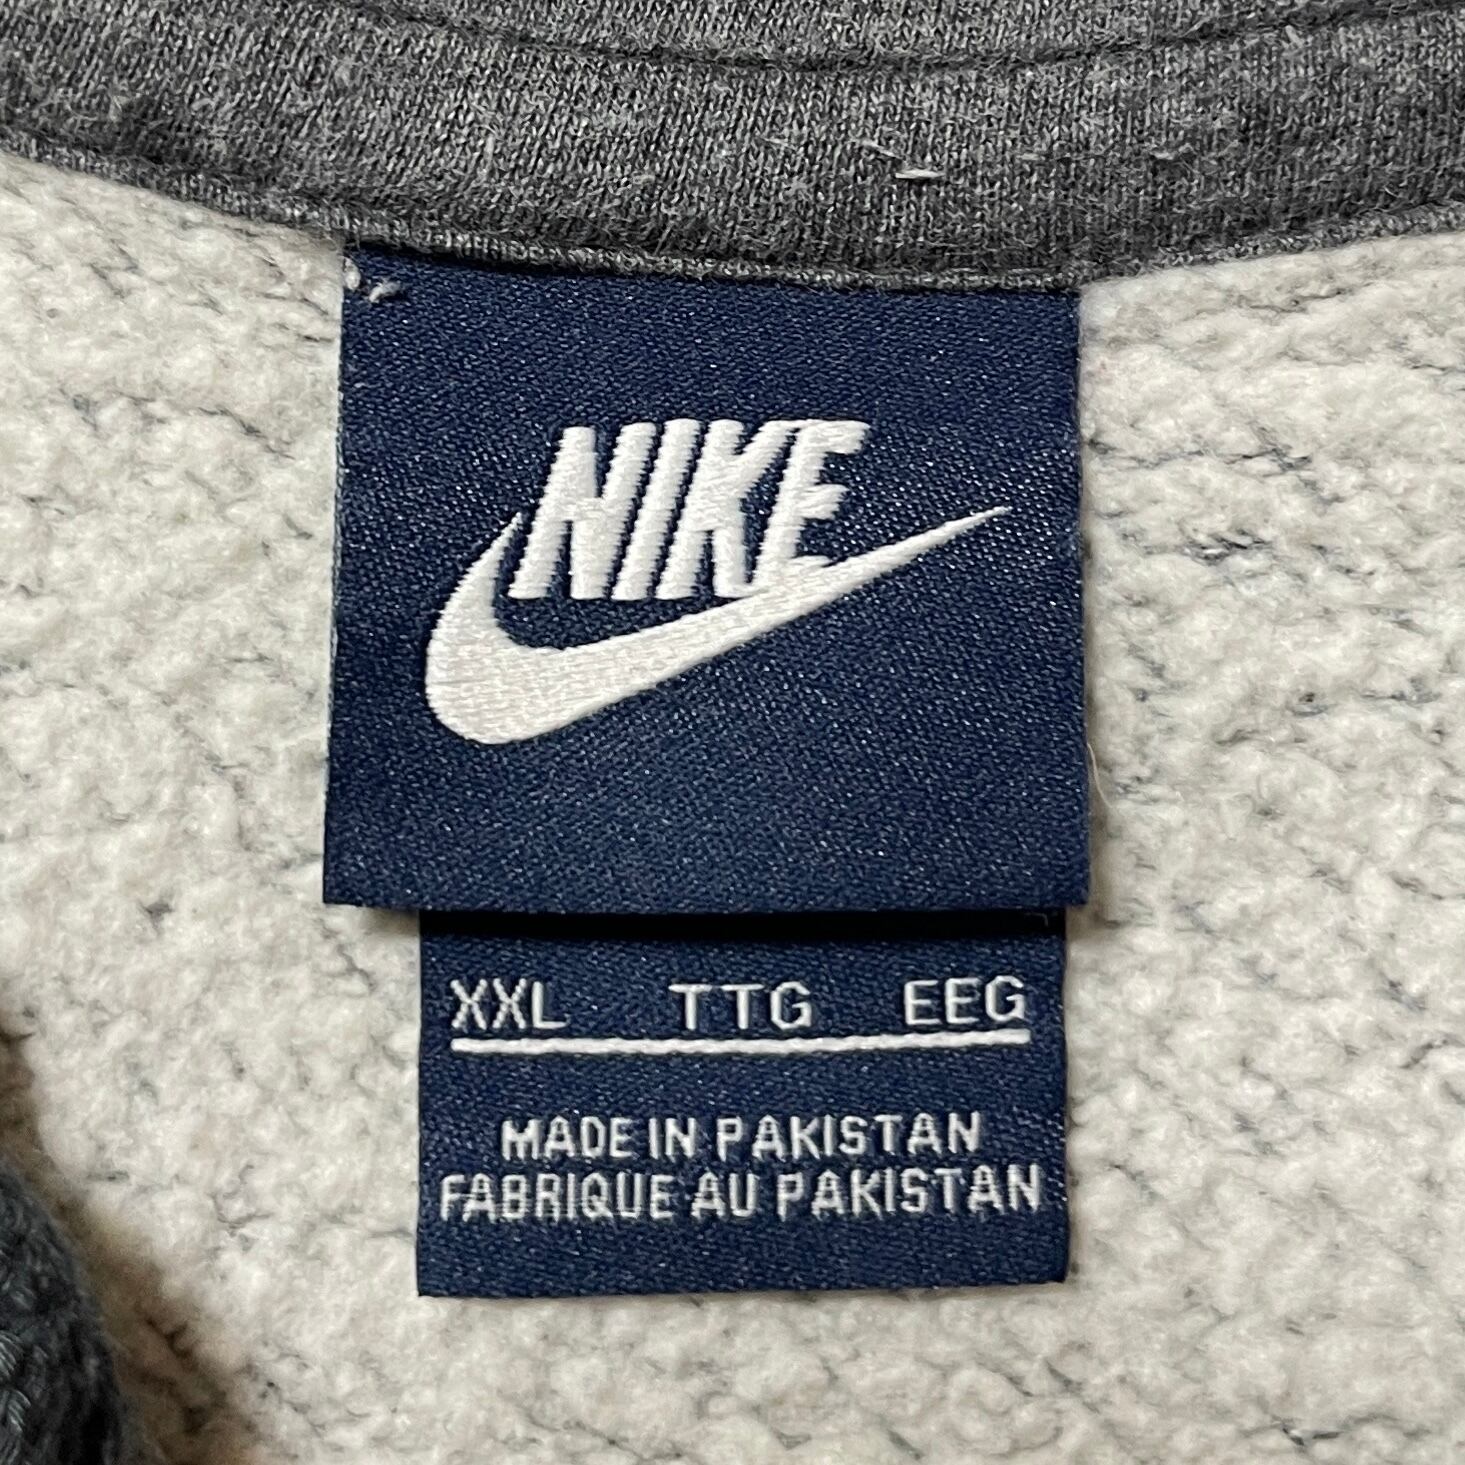 NIKE
XXL TTG EEG
MADE IN PAKISTAN
FABRIQUE AU PAKISTAN